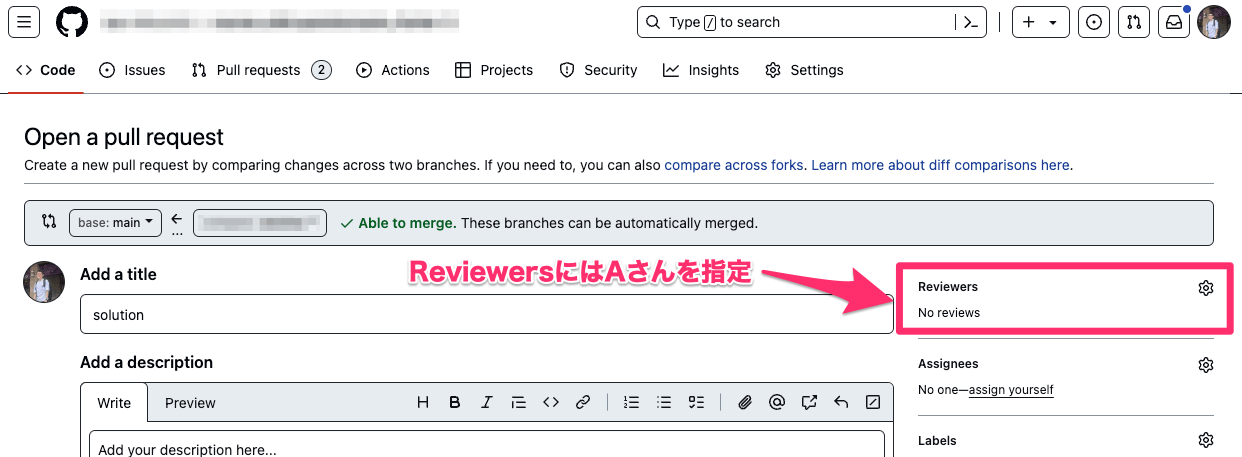 Type / to search
Code Issues Pull requests 2 Actions Projects Security Insights Settings
Open a pull request
Create a new pull request by comparing changes across two branches. If you need to, you can also compare across forks. Learn more about diff comparisons here.
base: main ← ... ✓ Able to merge. These branches can be automatically merged.
Add a title
solution
ReviewersにはAさんを指定
Add a description
Write Preview H B I
Add your description here...
Reviewers
No reviews
Assignees
No one—assign yourself
Labels